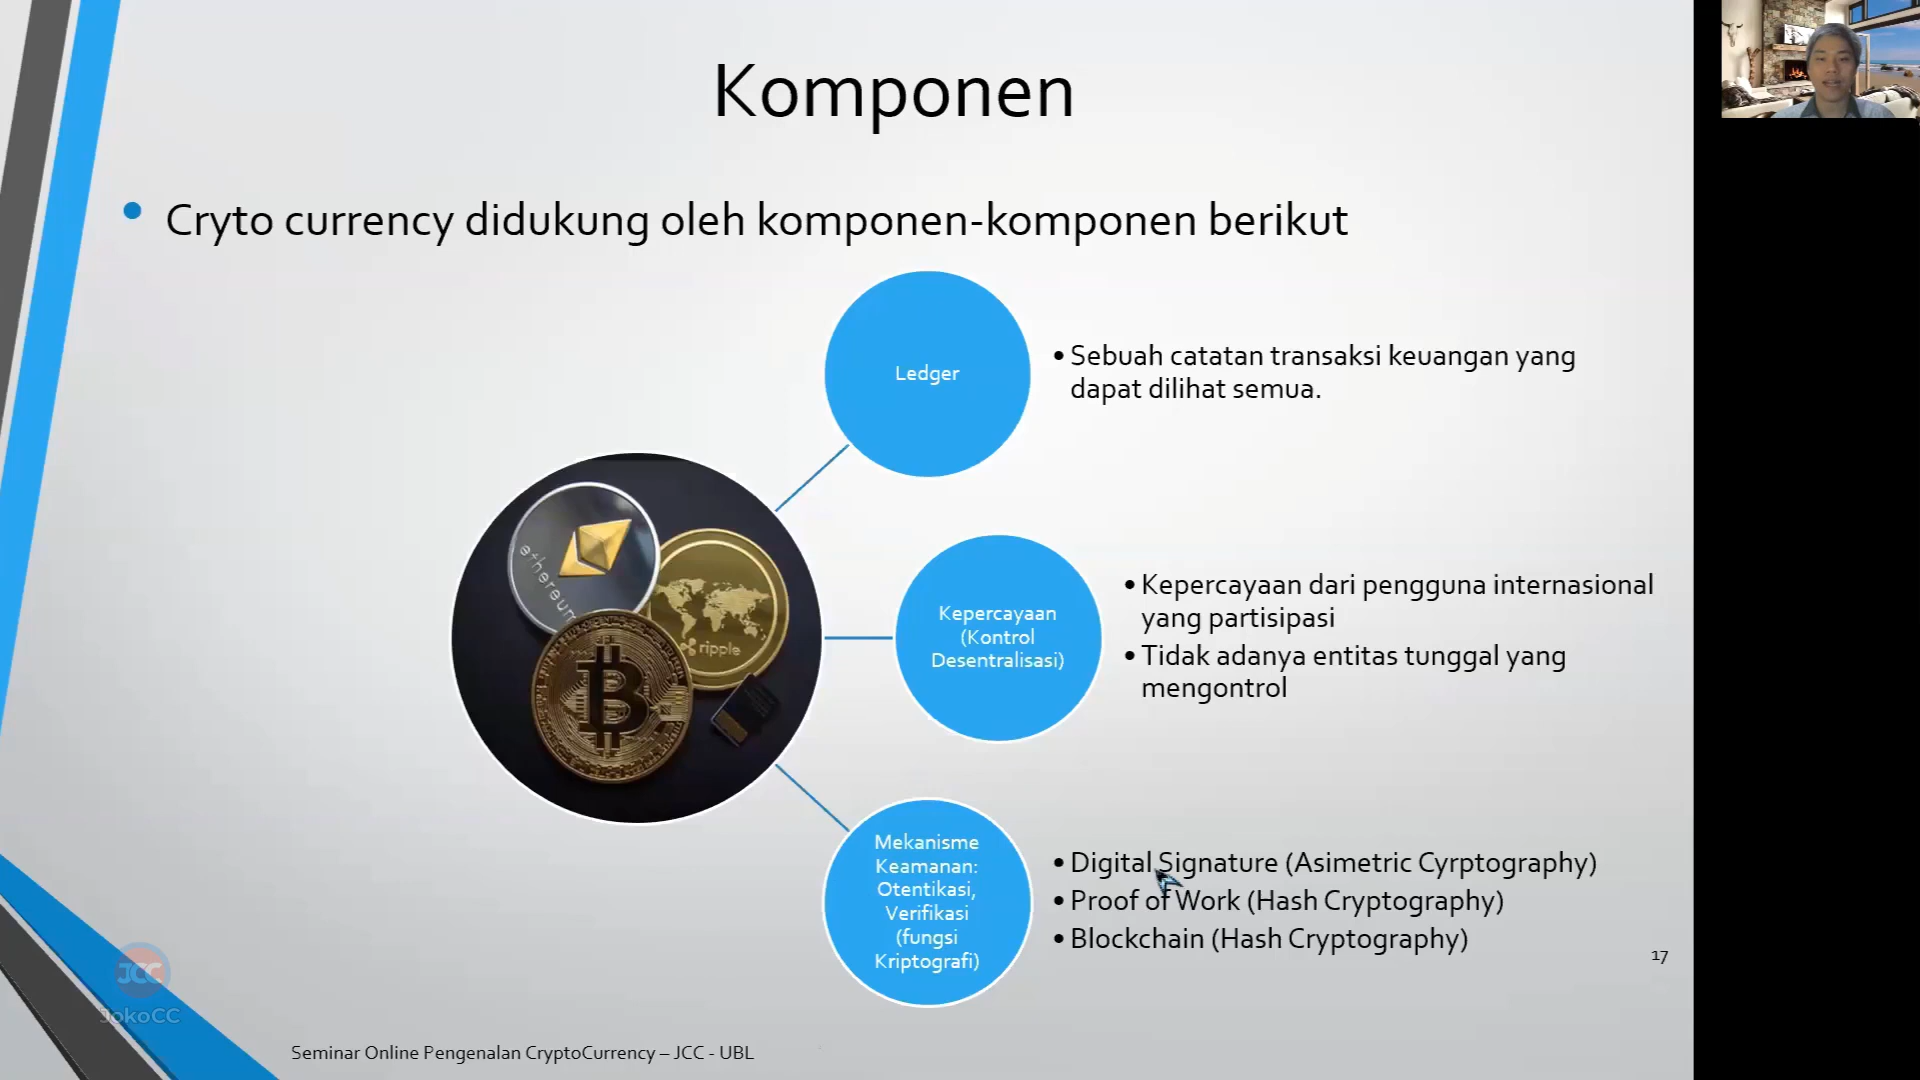 Komponen
• Cryto currency didukung oleh komponen-komponen berikut
Ledger
• Sebuah catatan transaksi keuangan yang
dapat dilihat semua.
ethereum
ripple
Kepercayaan
(Kontrol
Desentralisasi)
• Kepercayaan dari pengguna internasional
yang partisipasi
• Tidak adanya entitas tunggal yang
mengontrol
Mekanisme
Keamanan:
Otentikasi,
Verifikasi
(fungsi
Kriptografi)
• Digital Signature (Asimetric Cyrptography)
• Proof of Work (Hash Cryptography)
• Blockchain (Hash Cryptography)
17
JCC
JokoCC
Seminar Online Pengenalan CryptoCurrency – JCC - UBL